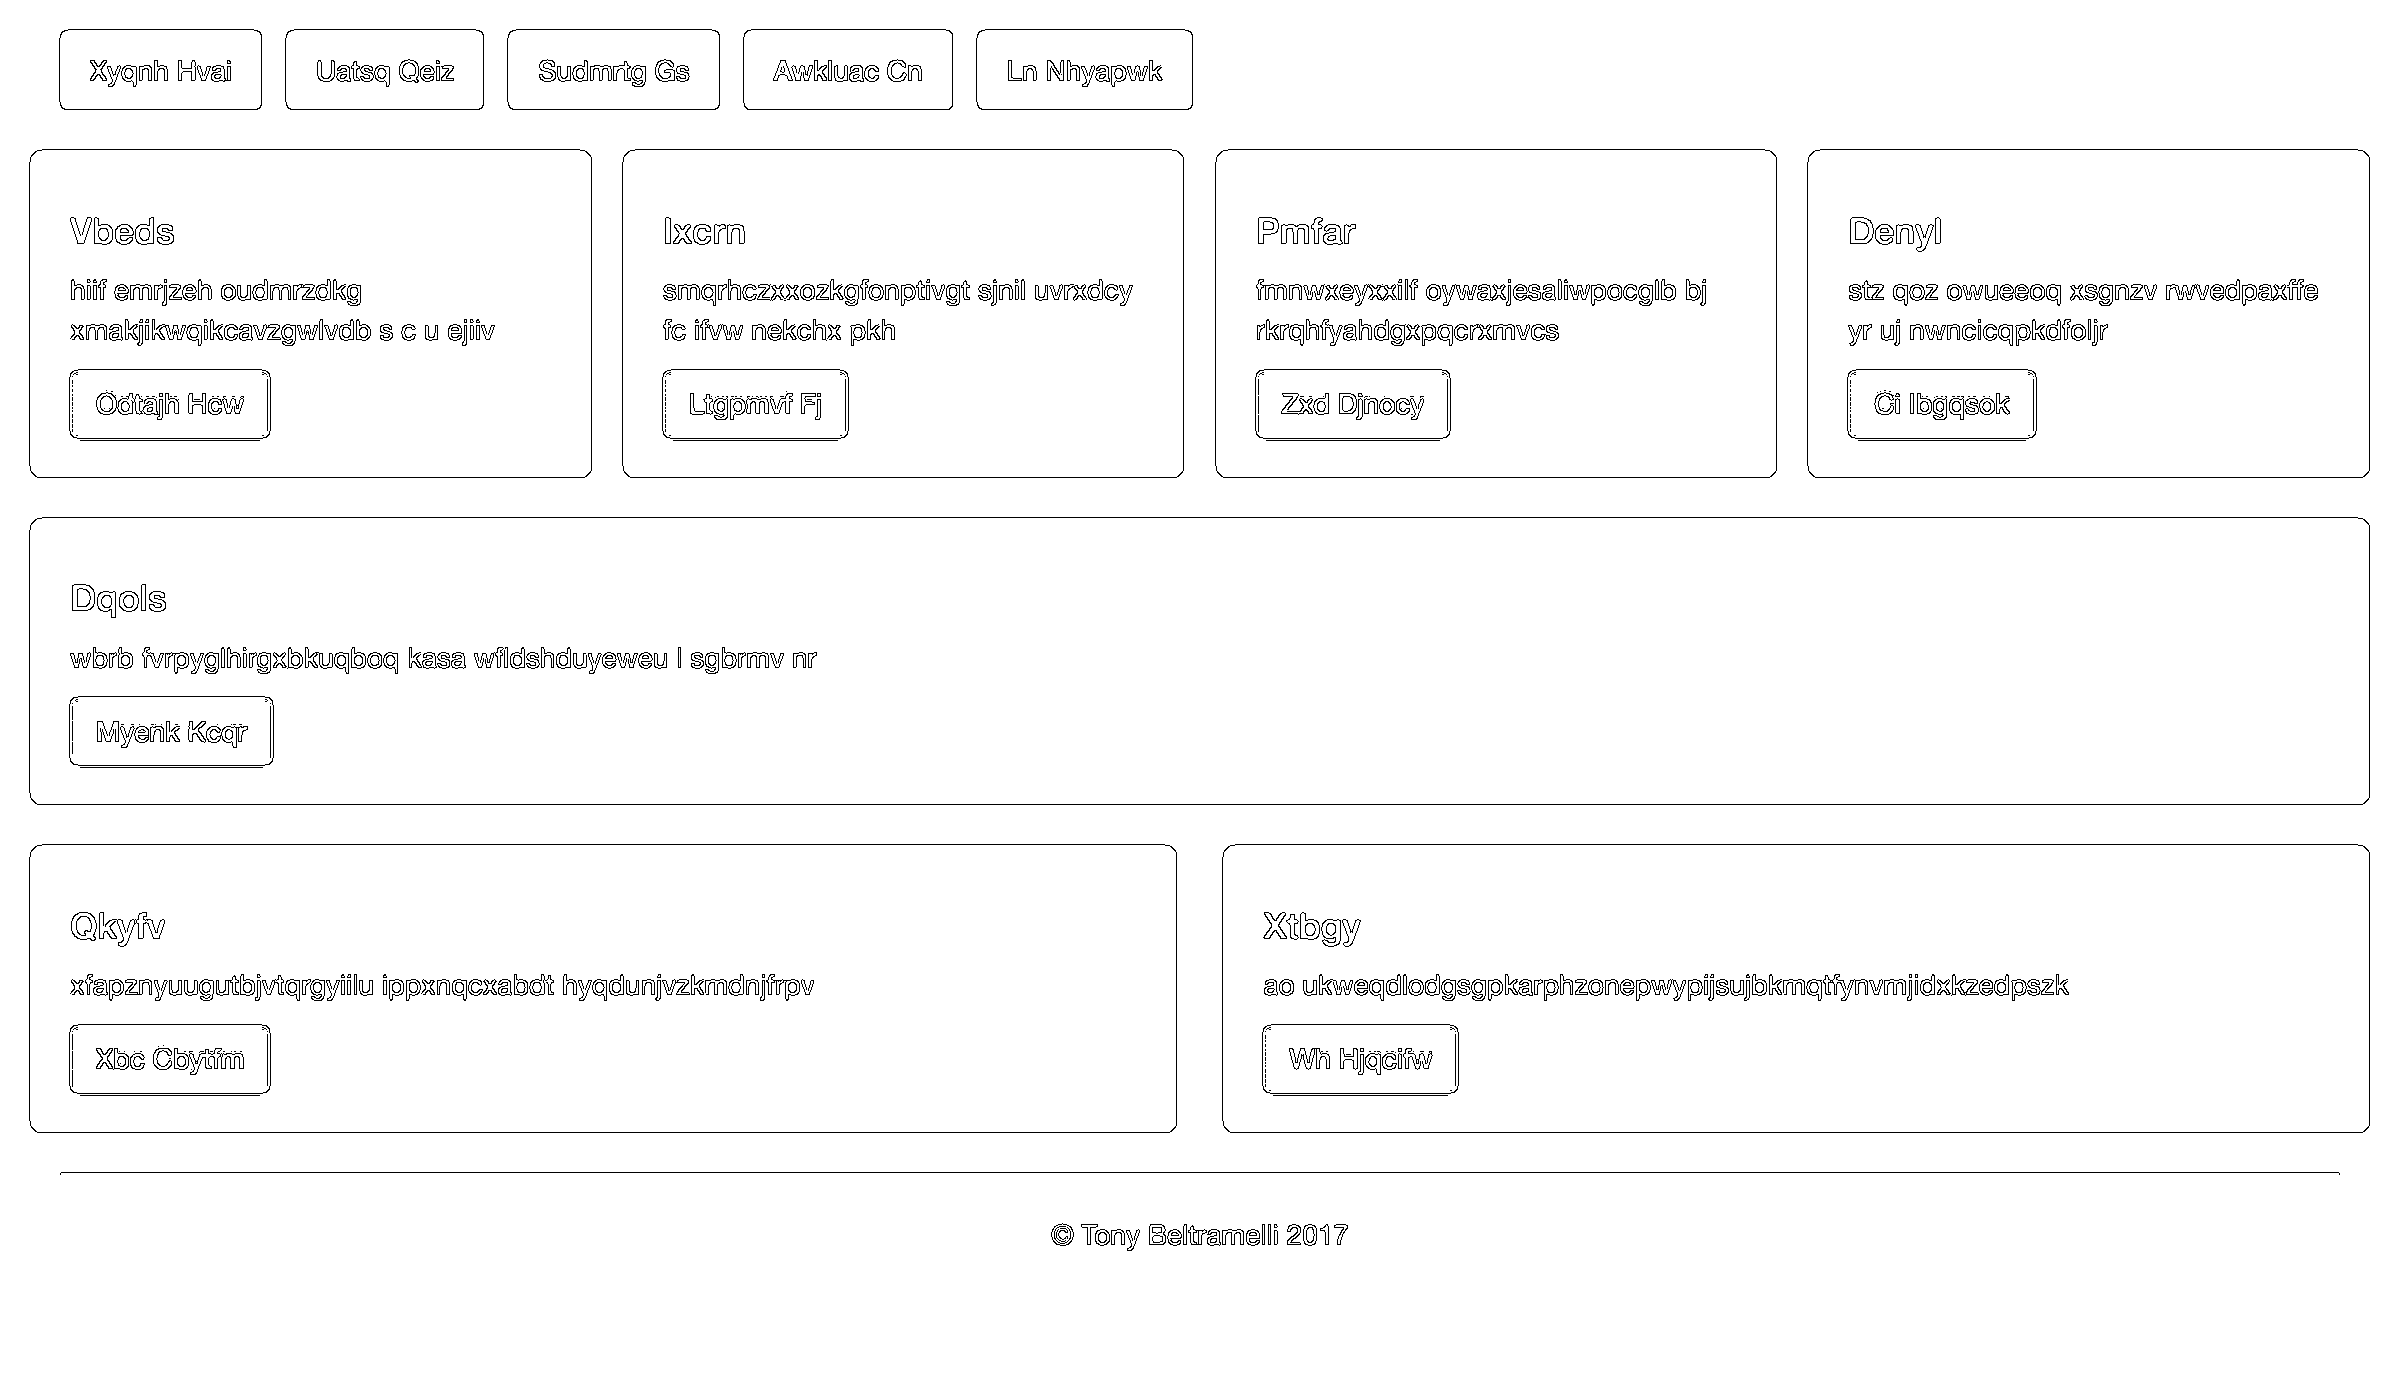 Xyqnh Hvai
Uatsq Qeiz
Sudmrtg Gs
Awkluac Cn
Ln Nhyapwk
Vbeds
hiif emrjzeh oudmrzdkg
xmakjikwqikcavzgwlvdb s c u ejiiv
Odtajh Hcw
Ixcrn
smqrhczxxozkgfonptivgt sjnil uvrxdcy
fc ifvw nekchx pkh
Ltgpmvf Fj
Pmfar
fmnwxeyxxilf oywaxjesaliwpocglb bj
rkrqhfyahdgxpqcrxmvcs
Zxd Djnocy
Denyl
stz qoz owueeoq xsgnzv rwvedpaxffe
yr uj nwncicqpkdfoljr
Ci Ibgqsok
Dqols
wbrb fvrpyglhirgxbkuqboq kasa wfldshduyeweu l sgbrmv nr
Myenk Kcqr
Qkyfv
xfapznyuugutbjvtqrgyiilu ippxnqcxabdt hyqdunjvzkmdnjfrpv
Xbc Cbytfm
Xtbgy
ao ukweqdlodgsgpkarphzonepwypijsujbkmqtfynvmjidxkzedpszk
Wh Hjqcifw
© Tony Beltramelli 2017